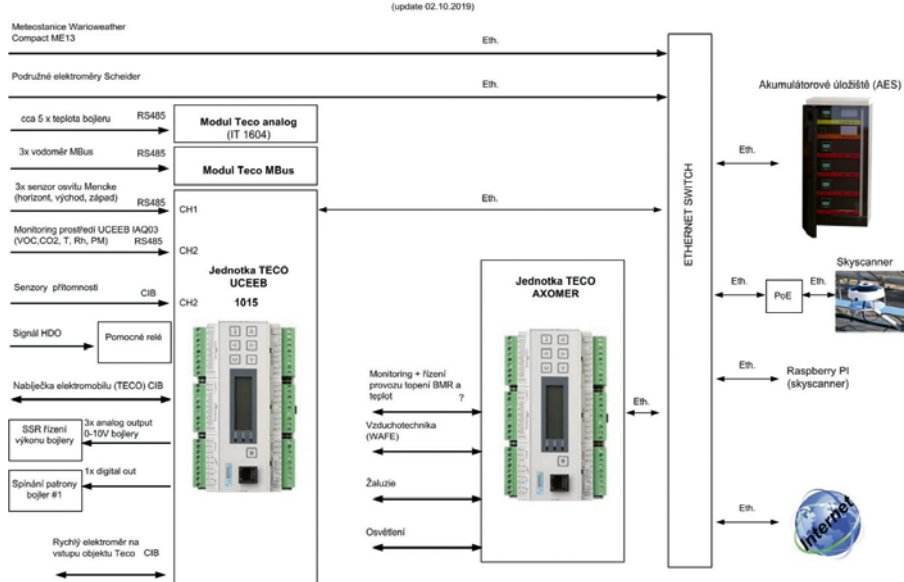 (update 02.10.2019)
Meteostanice Warioweather
Compact ME13
Eth.
Podružné elektroměry Scheider
Eth.
cca 5 x teplota bojleru
RS485
Modul Teco analog
(IT 1604)
3x vodoměr MBus
RS485
Modul Teco MBus
3x senzor osvitu Mencke
(horizont, východ, západ)
RS485
CH1
Eth.
Monitoring prostředí UCEEB IAQ03
(VOC,CO2, T, Rh, PM)
RS485
CH2
Jednotka TECO
UCEEB
1015
Senzory přítomnosti
CIB
CH2
Signál HDO
Pomocné relé
Nabíječka elektromobilu (TECO) CIB
SSR řízení
výkonu bojlery
3x analog output
0-10V bojlery
Spínání patrony
bojler #1
1x digital out
Rychlý elektroměr na
vstupu objektu Teco
CIB
Jednotka TECO
AXOMER
Monitoring + řízení
provozu topení BMR a
teplot
?
Vzduchotechnika
(WAFE)
Žaluzie
Osvětlení
Eth.
ETHERNET SWITCH
Akumulátorové úložiště (AES)
Eth.
Skyscanner
Eth.
PoE
Eth.
Eth.
Raspberry PI
(skyscanner)
Eth.
Internet